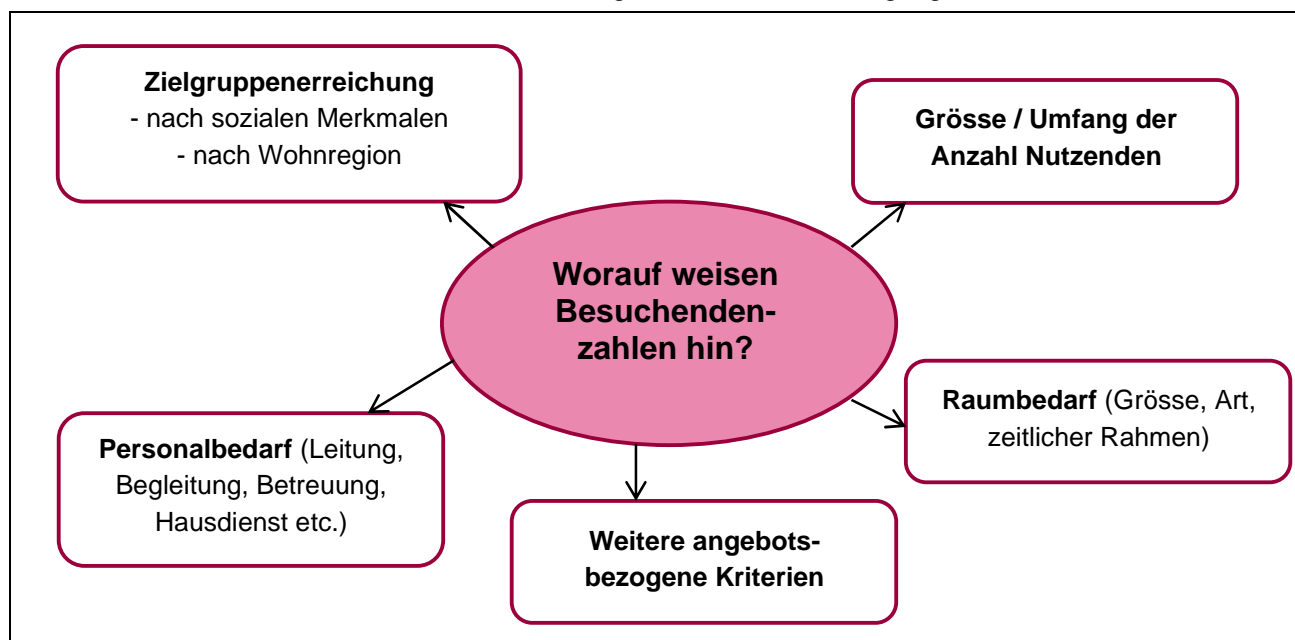 Zielgruppenerreichung
- nach sozialen Merkmalen
- nach Wohnregion
Grösse / Umfang der
Anzahl Nutzenden
Worauf weisen
Besuchenden-
zahlen hin?
Raumbedarf (Grösse, Art,
zeitlicher Rahmen)
Personalbedarf (Leitung,
Begleitung, Betreuung,
Hausdienst etc.)
Weitere angebots-
bezogene Kriterien